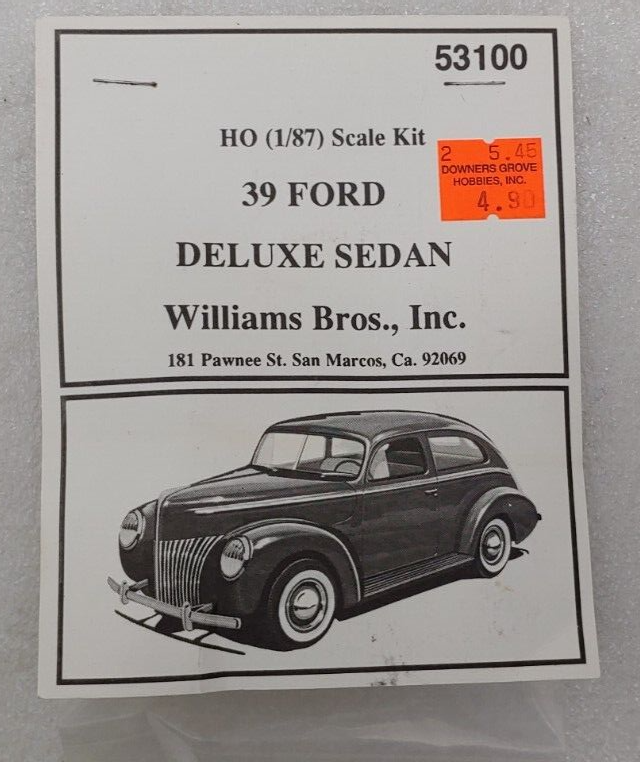 53100
HO (1/87) Scale Kit
2 5.45
DOWNERS GROVE
HOBBIES, INC.
4.90
39 FORD
DELUXE SEDAN
Williams Bros., Inc.
181 Pawnee St. San Marcos, Ca. 92069